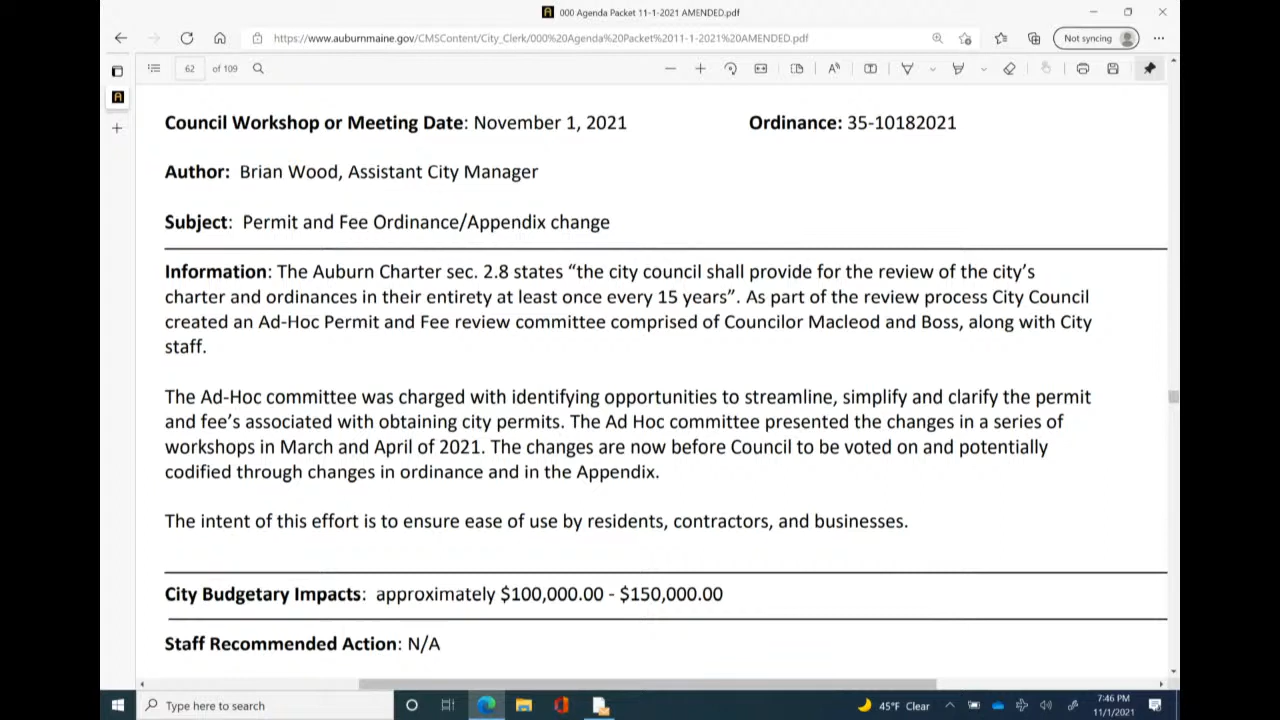 000 Agenda Packet 11-1-2021 AMENDED.pdf
https://www.auburnmaine.gov/CMSContent/City_Clerk/000%20Agenda%20Packet%2011-1-2021%20AMENDED.pdf
Not syncing
62 of 109
Council Workshop or Meeting Date: November 1, 2021 Ordinance: 35-10182021
Author: Brian Wood, Assistant City Manager
Subject: Permit and Fee Ordinance/Appendix change
Information: The Auburn Charter sec. 2.8 states “the city council shall provide for the review of the city’s
charter and ordinances in their entirety at least once every 15 years”. As part of the review process City Council
created an Ad-Hoc Permit and Fee review committee comprised of Councilor Macleod and Boss, along with City
staff.
The Ad-Hoc committee was charged with identifying opportunities to streamline, simplify and clarify the permit
and fee’s associated with obtaining city permits. The Ad Hoc committee presented the changes in a series of
workshops in March and April of 2021. The changes are now before Council to be voted on and potentially
codified through changes in ordinance and in the Appendix.
The intent of this effort is to ensure ease of use by residents, contractors, and businesses.
City Budgetary Impacts: approximately $100,000.00 - $150,000.00
Staff Recommended Action: N/A
Type here to search
45°F Clear
7:46 PM
11/1/2021